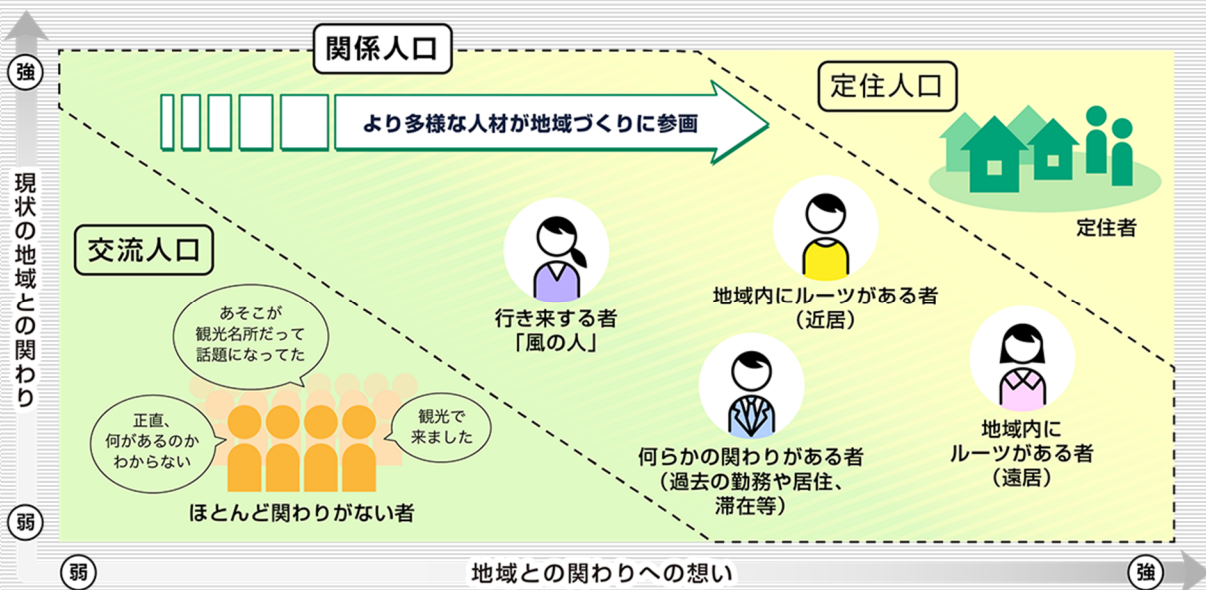 強
現状の地域との関わり
弱
関係人口
より多様な人材が地域づくりに参画
定住人口
定住者
交流人口
あそこが
観光名所だって
話題になってた
正直、
何があるのか
わからない
観光で
来ました
ほとんど関わりがない者
行き来する者
「風の人」
地域内にルーツがある者
（近居）
何らかの関わりがある者
（過去の勤務や居住、
滞在等）
地域内に
ルーツがある者
（遠居）
弱
地域との関わりへの想い
強